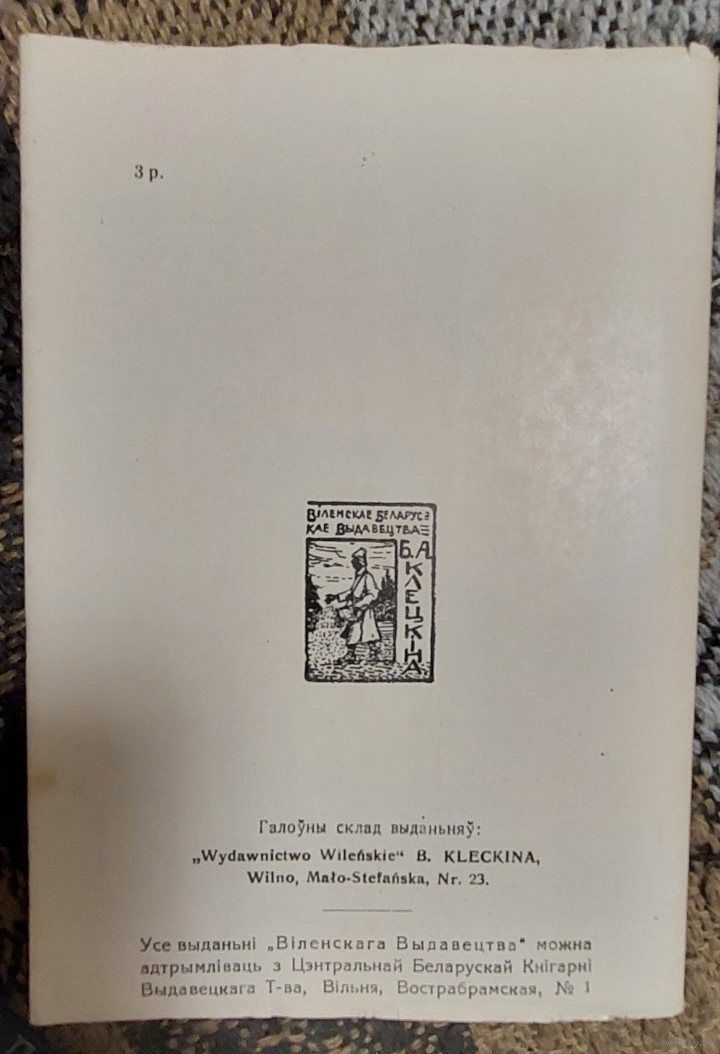 3 р.
ВІЛЕНСКАЕ БЕЛАРУС=
КАЕ ВЫДАВЕЦТВА
Б.А.
КЛЕЦКІНА
Галоўны склад выданьняў:
„Wydawnictwo Wileńskie“ B. KLECKINA,
Wilno, Mało-Stefańska, Nr. 23.
Усе выданьні „Віленскага Выдавецтва“ можна
адтрымліваць з Цэнтральнай Беларускай Кнігарні
Выдавецкага Т-ва, Вільня, Вострабрамская, № 1